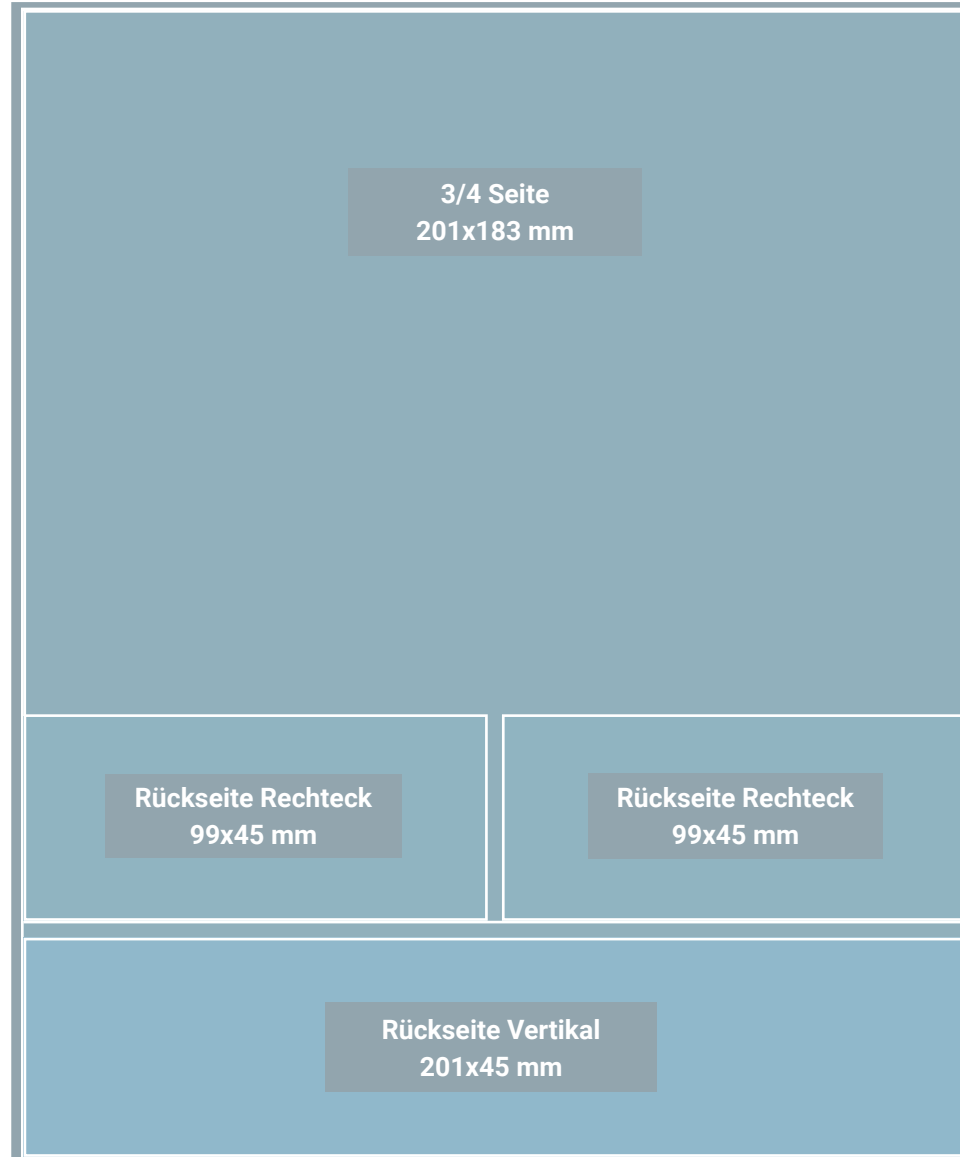 3/4 Seite
201x183 mm
Rückseite Rechteck
99x45 mm
Rückseite Rechteck
99x45 mm
Rückseite Vertikal
201x45 mm